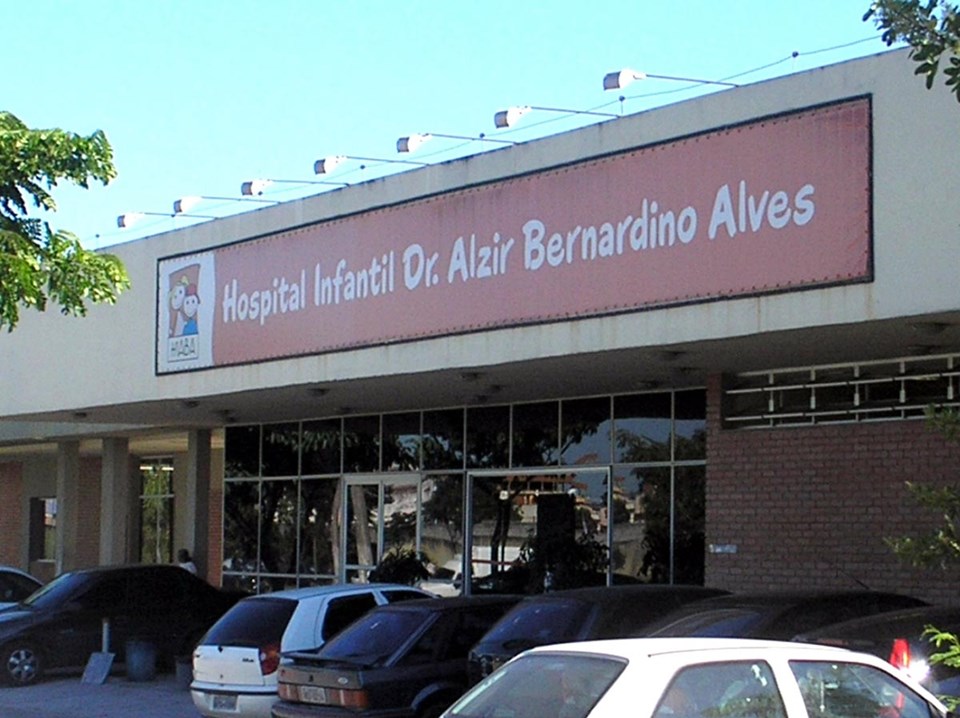 Hospital Infantil Dr. Alzir Bernardino Alves
HIABA